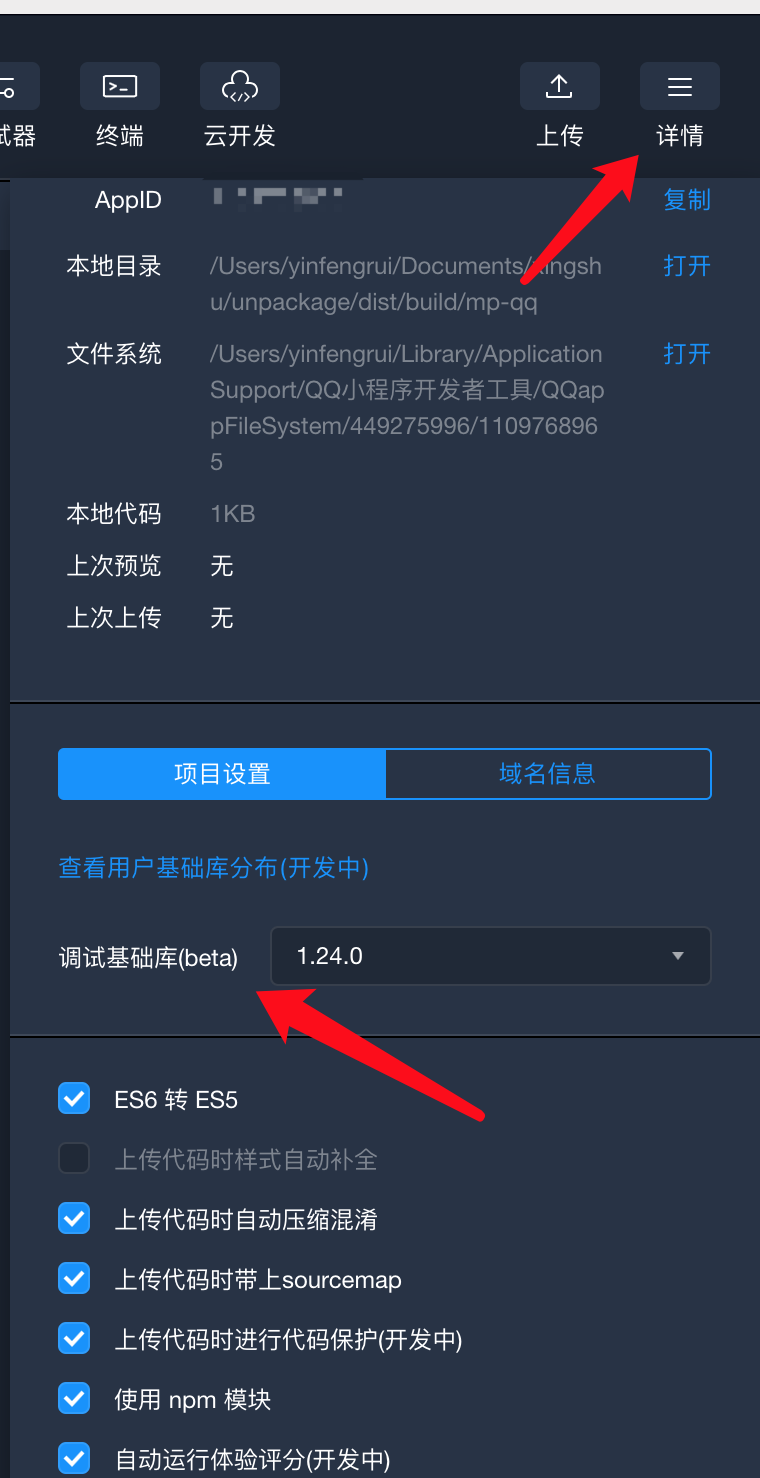 试器 终端 云开发 上传 详情
AppID 复制
本地目录 /Users/yinfengrui/Documents/xingsh 打开
u/unpackage/dist/build/mp-qq
文件系统 /Users/yinfengrui/Library/Application 打开
Support/QQ小程序开发者工具/QQap
pFileSystem/449275996/110976896
5
本地代码 1KB
上次预览 无
上次上传 无
项目设置 域名信息
查看用户基础库分布(开发中)
调试基础库(beta) 1.24.0
ES6 转 ES5
上传代码时样式自动补全
上传代码时自动压缩混淆
上传代码时带上sourcemap
上传代码时进行代码保护(开发中)
使用 npm 模块
自动运行体验评分(开发中)